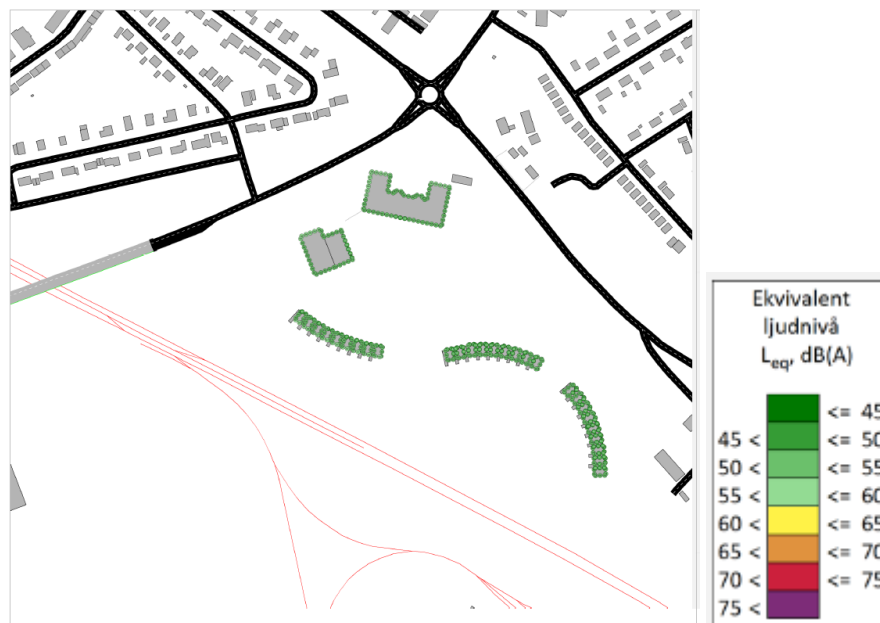 Ekvivalent
ljudnivå
Leq, dB(A)
<= 45
45 < <= 50
50 < <= 55
55 < <= 60
60 < <= 65
65 < <= 70
70 < <= 75
75 <